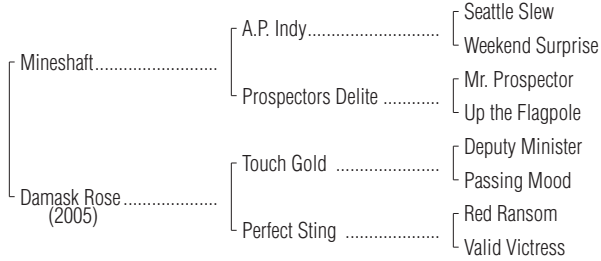 Seattle Slew
A.P. Indy............................
Weekend Surprise
Mineshaft..........................
Mr. Prospector
Prospectors Delite ............
Up the Flagpole
Deputy Minister
Touch Gold ......................
Passing Mood
Damask Rose....................
(2005)
Red Ransom
Perfect Sting ....................
Valid Victress